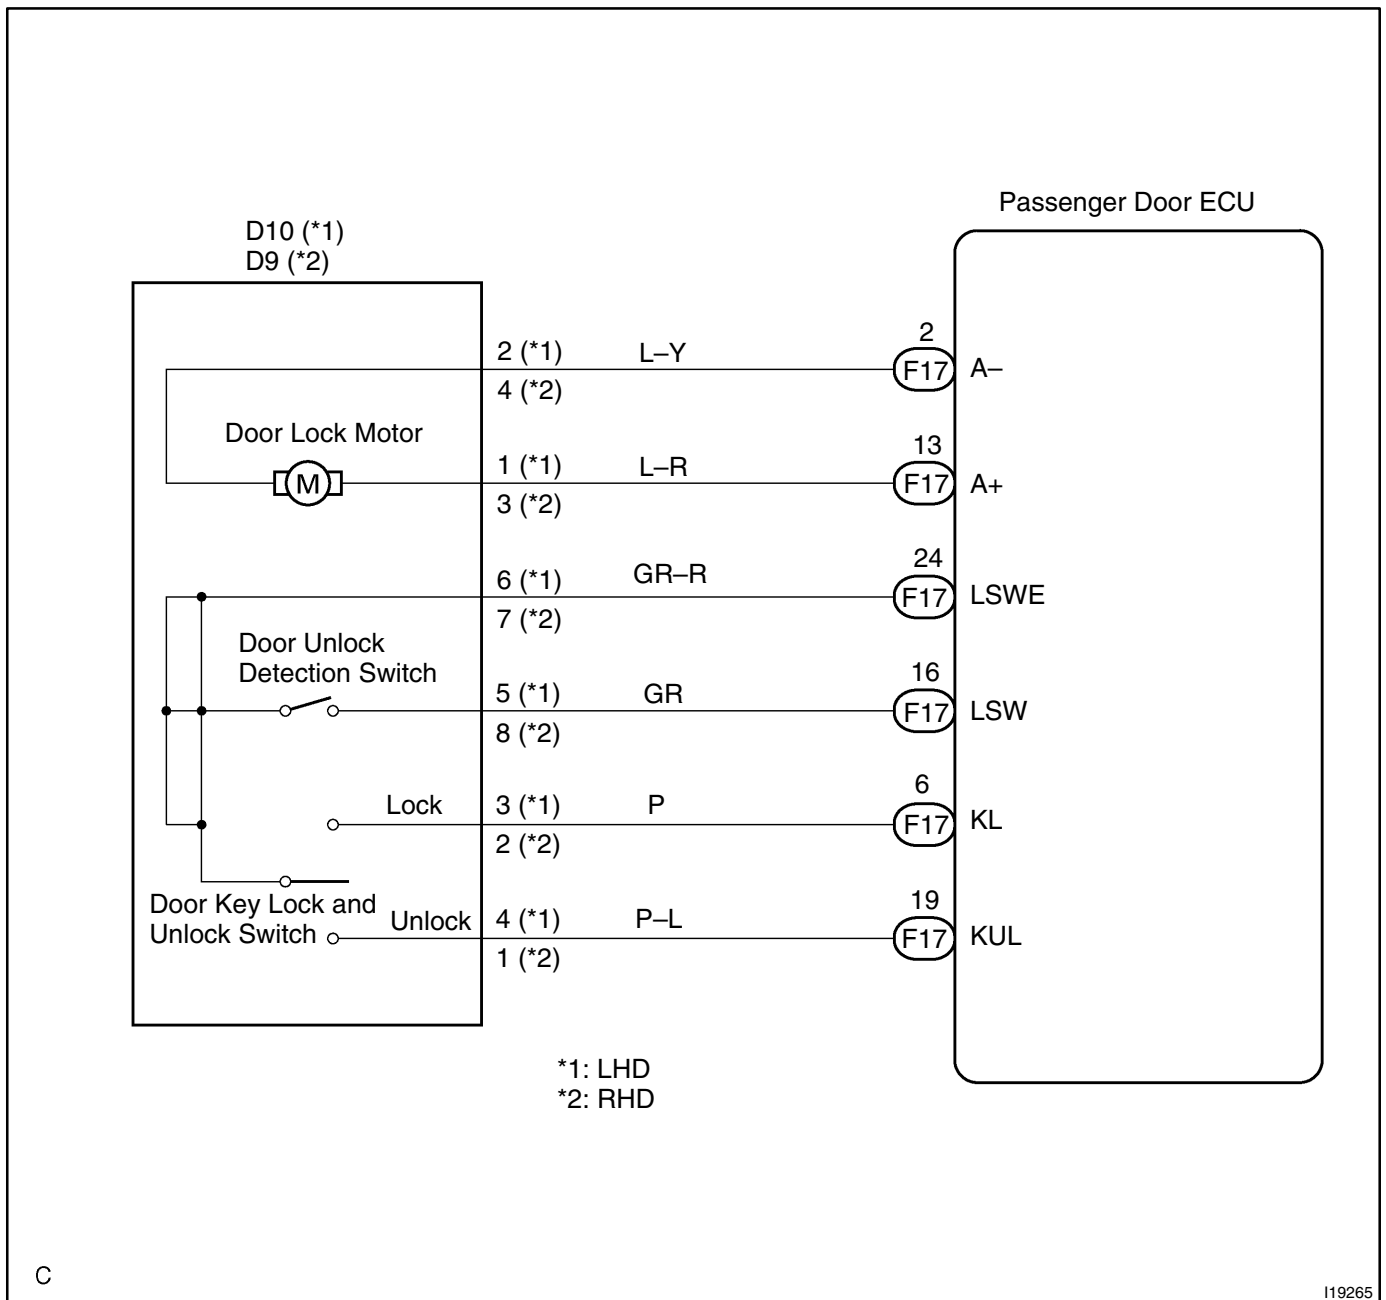 Passenger Door ECU
D10 (*1)
D9 (*2)
2 (*1)
L–Y
2
F17
A–
4 (*2)
Door Lock Motor
M
1 (*1)
L–R
13
F17
A+
3 (*2)
6 (*1)
GR–R
24
F17
LSWE
7 (*2)
Door Unlock
Detection Switch
5 (*1)
GR
16
F17
LSW
8 (*2)
Lock
3 (*1)
P
6
F17
KL
2 (*2)
Door Key Lock and
Unlock Switch
Unlock
4 (*1)
P–L
19
F17
KUL
1 (*2)
*1: LHD
*2: RHD
C
I19265